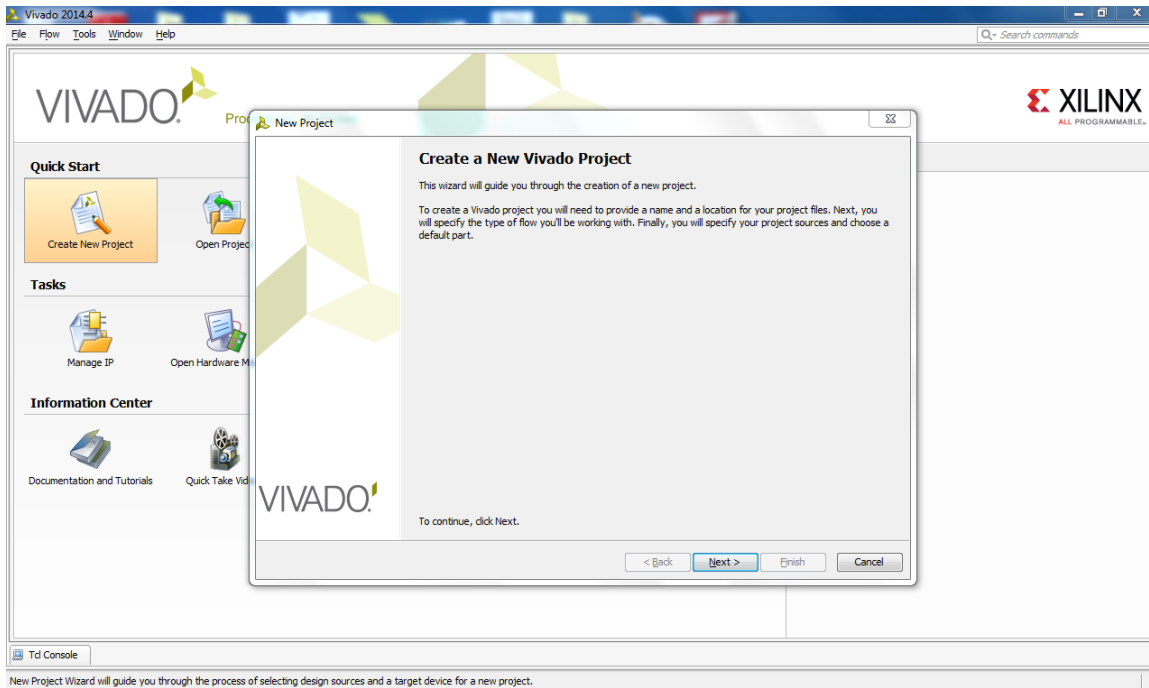 Vivado 2014.4
File Flow Tools Window Help
Search commands
VIVADO.
XILINX
ALL PROGRAMMABLE.
New Project
Quick Start
Create New Project
Open Project
Tasks
Manage IP
Open Hardware M
Information Center
Documentation and Tutorials
Quick Take Vid
Create a New Vivado Project
This wizard will guide you through the creation of a new project.
To create a Vivado project you will need to provide a name and a location for your project files. Next, you
will specify the type of flow you'll be working with. Finally, you will specify your project sources and choose a
default part.
VIVADO.
To continue, click Next.
< Back Next > Finish Cancel
Tcl Console
New Project Wizard will guide you through the process of selecting design sources and a target device for a new project.